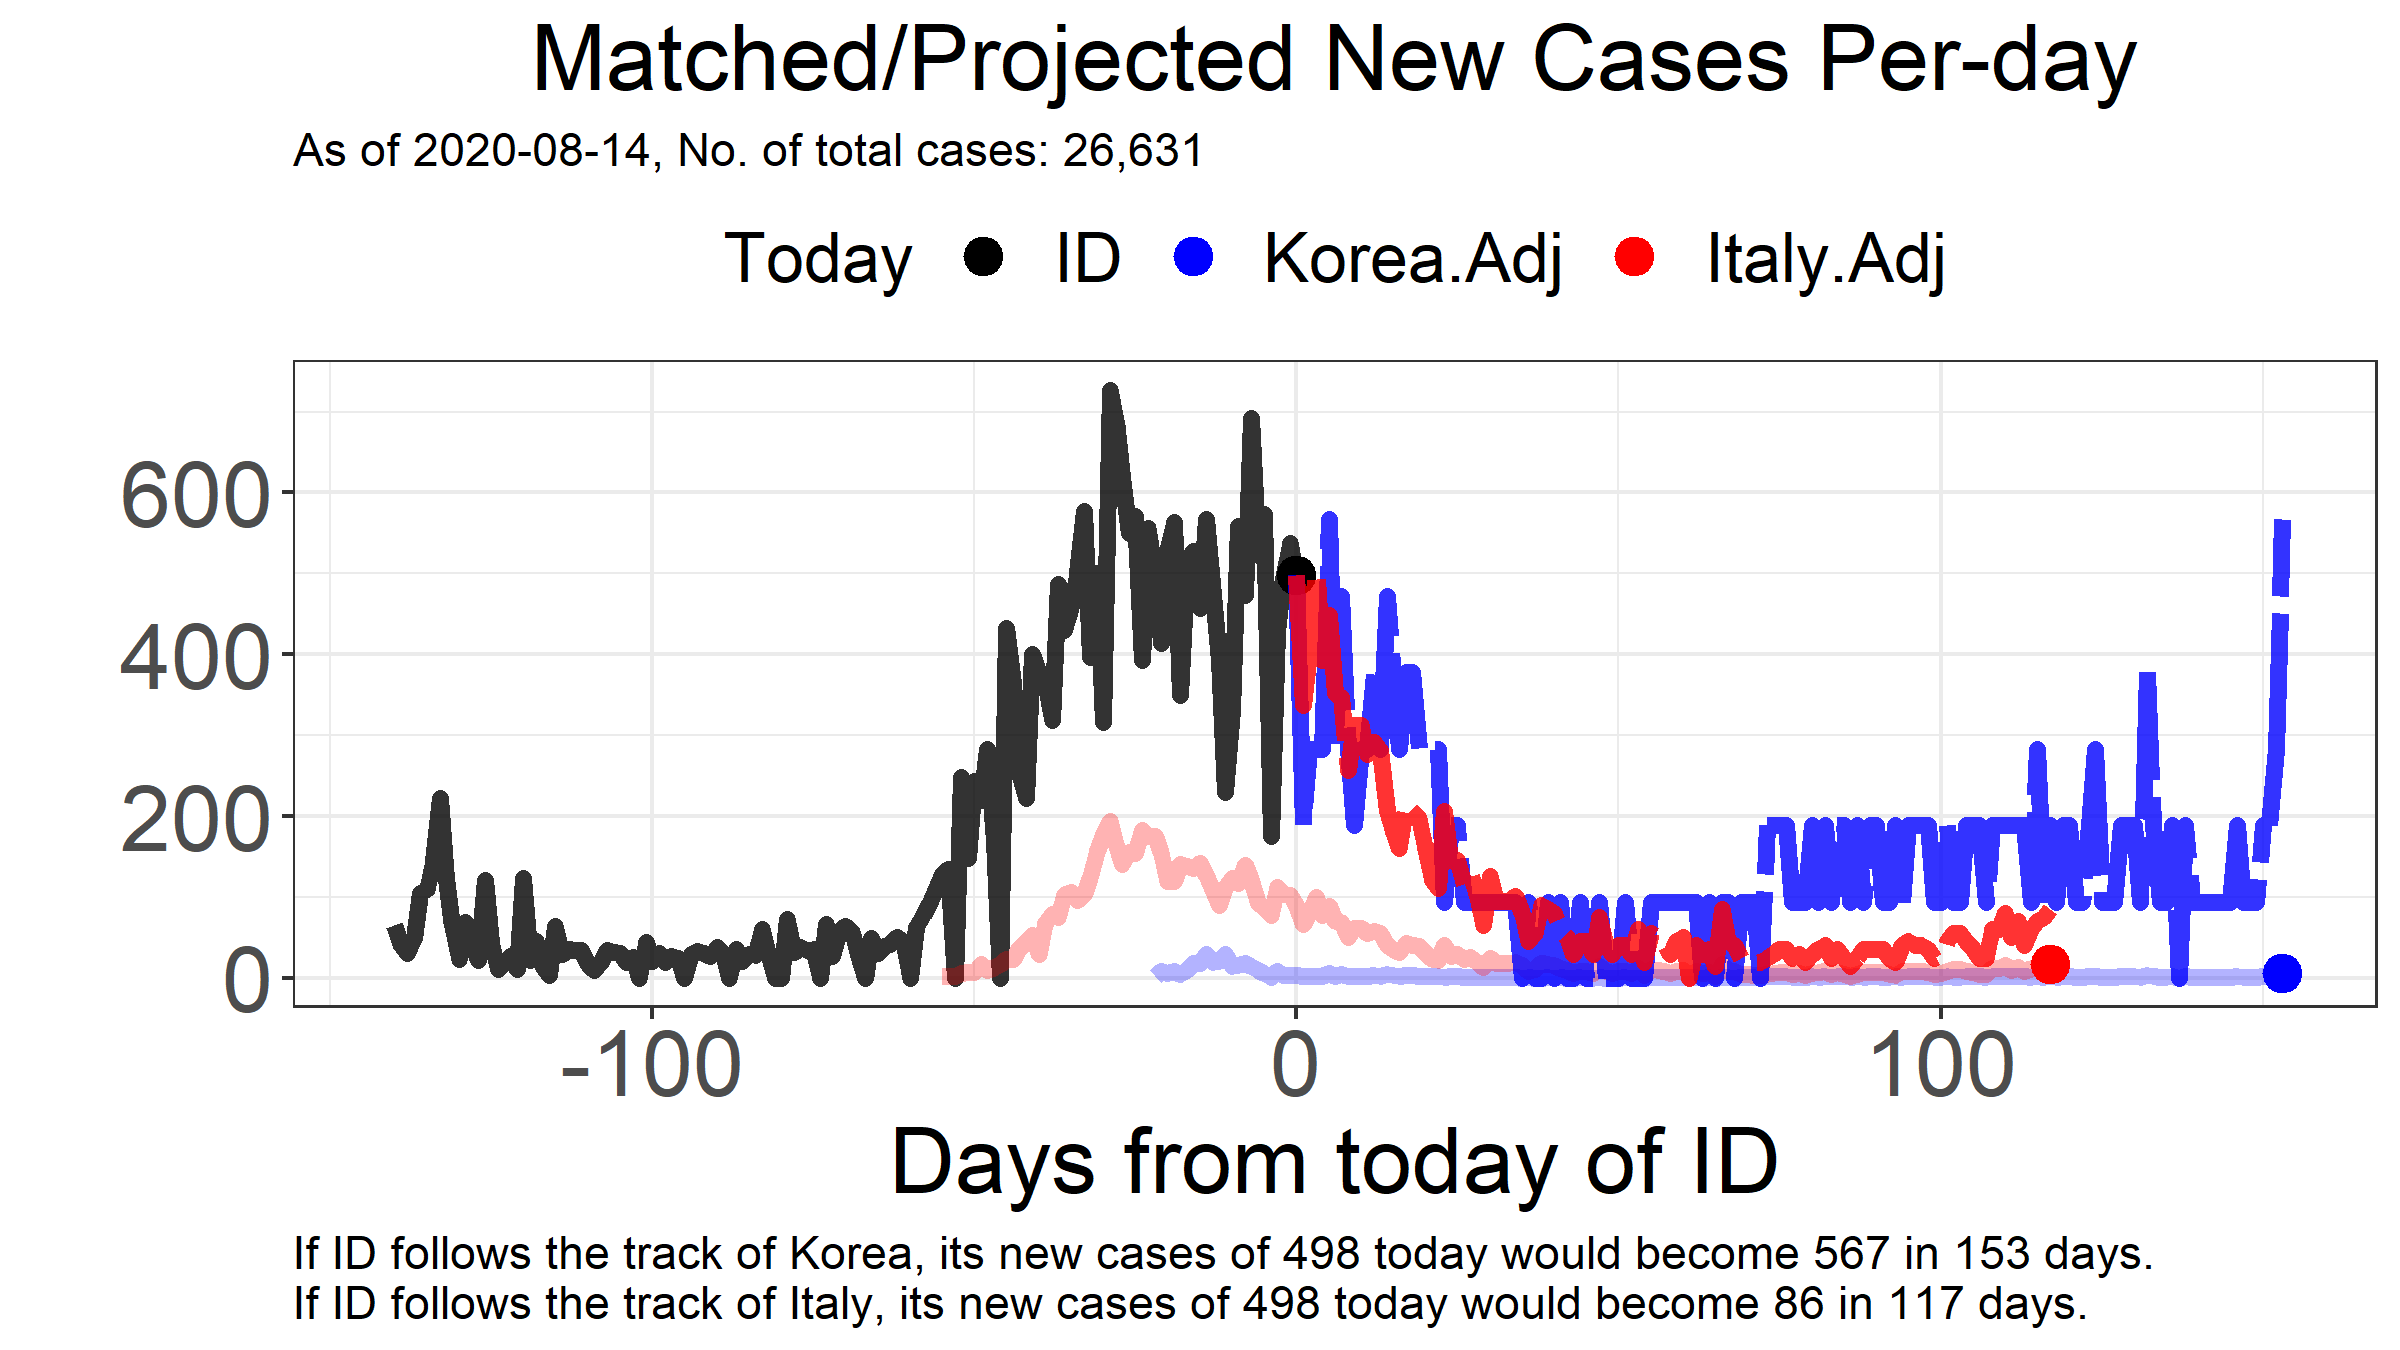 Matched/Projected New Cases Per-day
As of 2020-08-14, No. of total cases: 26,631
Today ID Korea.Adj Italy.Adj
600
400
200
0
-100 0 100
Days from today of ID
If ID follows the track of Korea, its new cases of 498 today would become 567 in 153 days.
If ID follows the track of Italy, its new cases of 498 today would become 86 in 117 days.